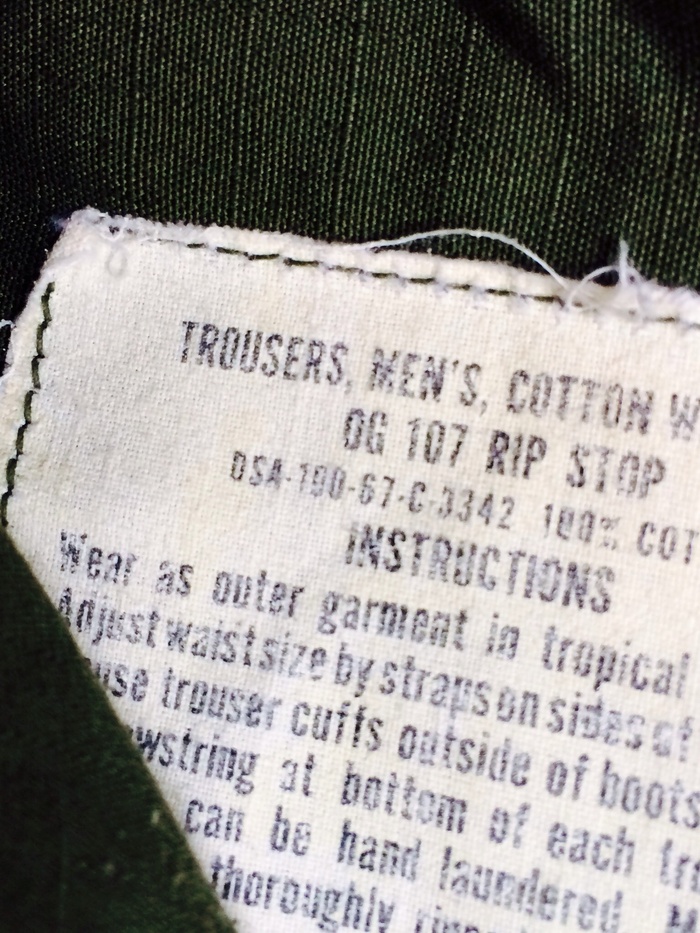 TROUSERS, MEN'S, COTTON W
OG 107 RIP STOP
DSA-100-67-C-3342 100% COT
INSTRUCTIONS
Wear as outer garment in tropical
Adjust waist size by straps on sides of
use trouser cuffs outside of boots
wstring at bottom of each tro
can be hand laundered. M
thoroughly